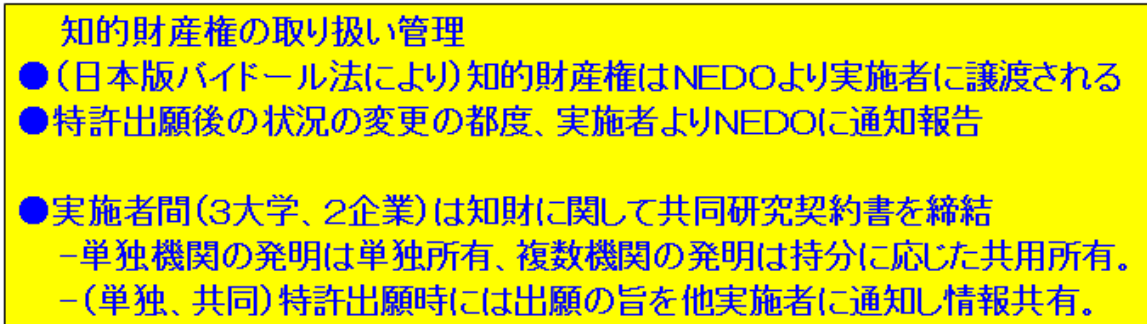 知的財産権の取り扱い管理
●(日本版バイドール法により)知的財産権はNEDOより実施者に譲渡される
●特許出願後の状況の変更の都度、実施者よりNEDOに通知報告
●実施者間(3大学、2企業)は知財に関して共同研究契約書を締結
−単独機関の発明は単独所有、複数機関の発明は持分に応じた共用所有。
−(単独、共同)特許出願時には出願の旨を他実施者に通知し情報共有。